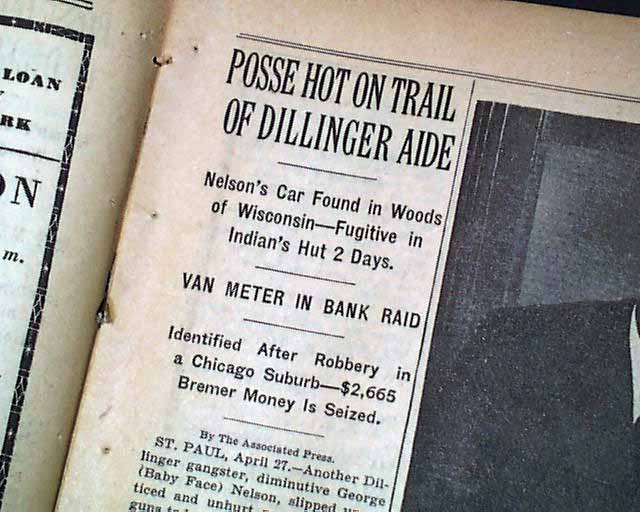 LOAN
RK
ON
m.
POSSE HOT ON TRAIL
OF DILLINGER AIDE
Nelson's Car Found in Woods
of Wisconsin—Fugitive in
Indian's Hut 2 Days.
VAN METER IN BANK RAID
Identified After Robbery in
a Chicago Suburb—$2,665
Bremer Money Is Seized.
By The Associated Press.
ST. PAUL, April 27.—Another Dil-
linger gangster, diminutive George
(Baby Face) Nelson, slipped
ticed and unhurt
guns